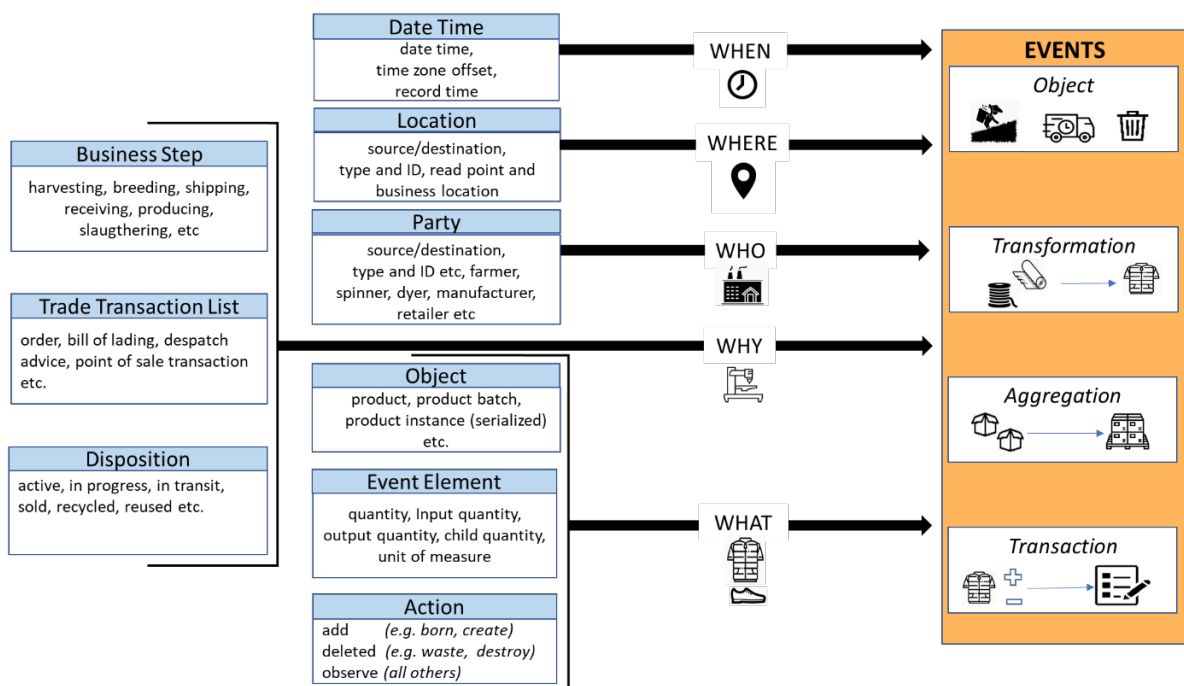 Date Time
date time,
time zone offset,
record time
Location
source/destination,
type and ID, read point and
business location
Party
source/destination,
type and ID etc, farmer,
spinner, dyer, manufacturer,
retailer etc
Business Step
harvesting, breeding, shipping,
receiving, producing,
slaugthering, etc
Trade Transaction List
order, bill of lading, despatch
advice, point of sale transaction
etc.
Disposition
active, in progress, in transit,
sold, recycled, reused etc.
Object
product, product batch,
product instance (serialized)
etc.
Event Element
quantity, Input quantity,
output quantity, child quantity,
unit of measure
Action
add (e.g. born, create)
deleted (e.g. waste, destroy)
observe (all others)
WHEN
WHERE
WHO
WHY
WHAT
EVENTS
Object
Transformation
Aggregation
Transaction